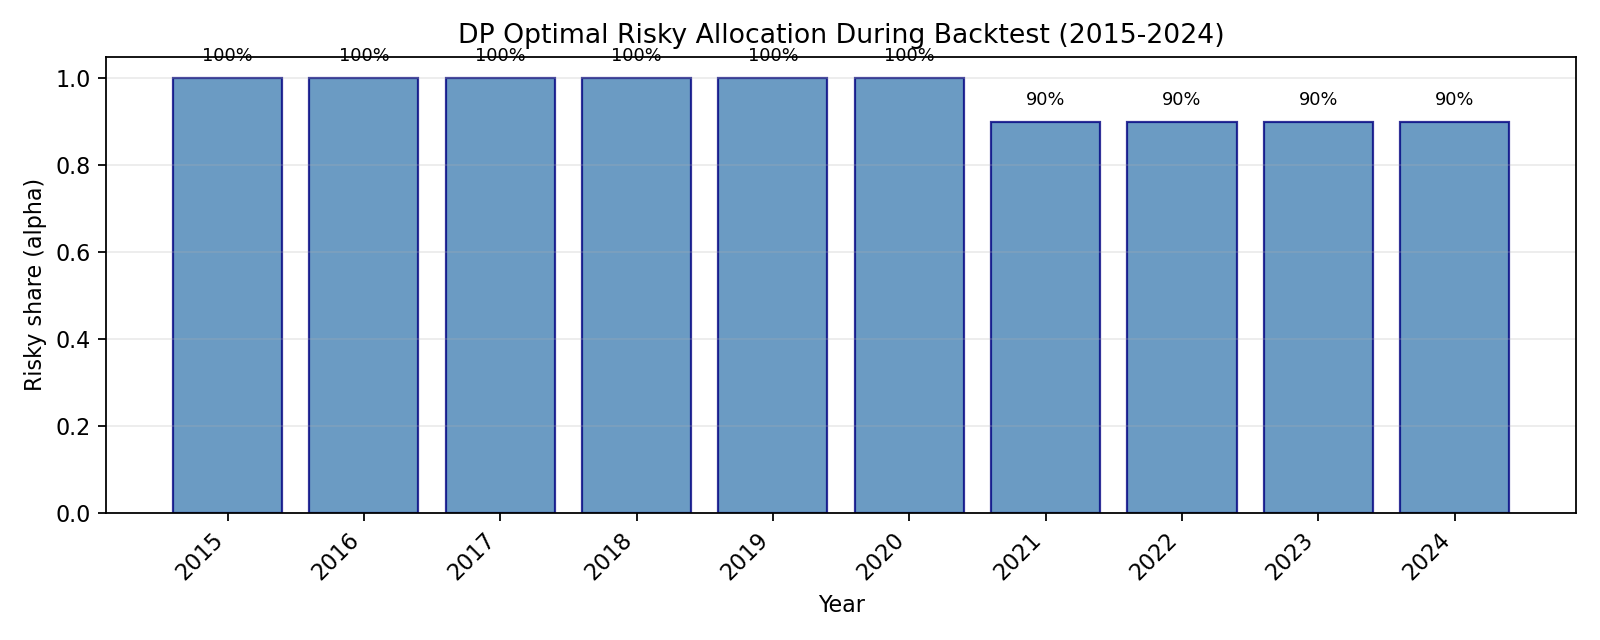 DP Optimal Risky Allocation During Backtest (2015-2024)
100% 100% 100% 100% 100% 100%
90% 90% 90% 90%
1.0
0.8
0.6
0.4
0.2
0.0
Risky share (alpha)
2015 2016 2017 2018 2019 2020 2021 2022 2023 2024
Year